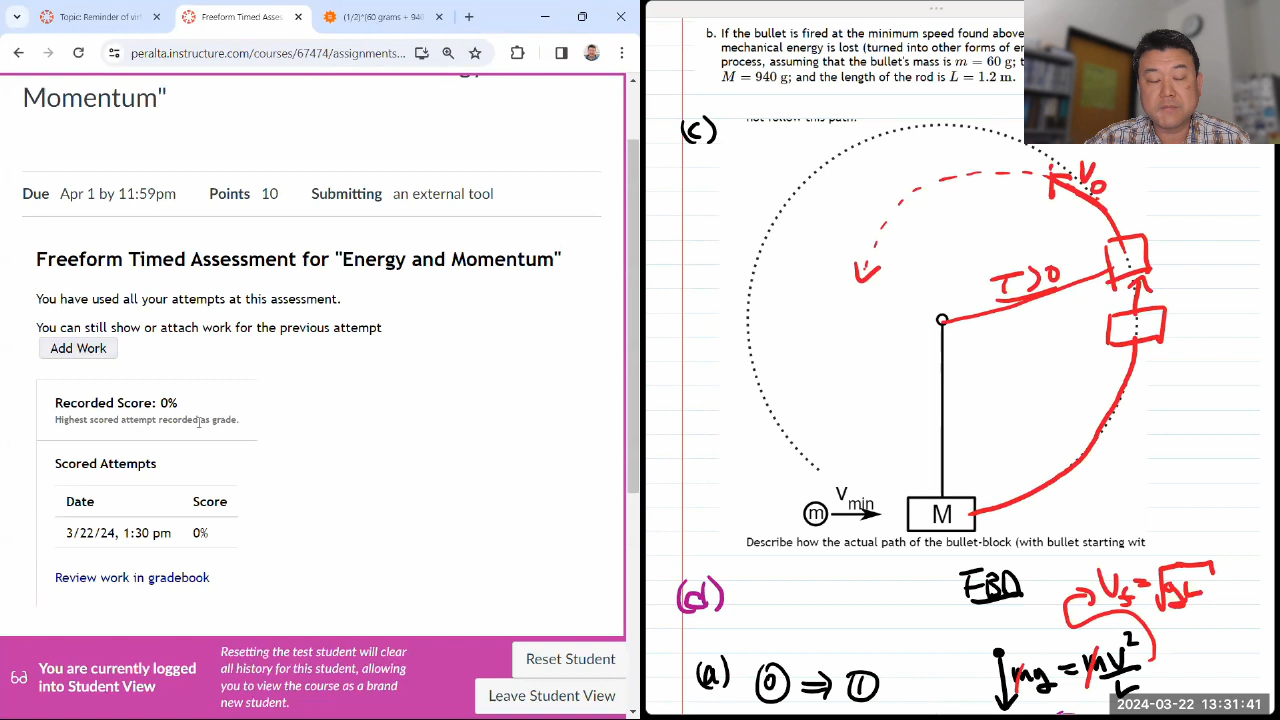 Topic: Reminder of virt
Freeform Timed Asses
(1/2)*(60 grams + 940
peralta.instructure.com/courses/67474/assignments...
Momentum"
Due Apr 1 by 11:59pm Points 10 Submitting an external tool
Freeform Timed Assessment for "Energy and Momentum"
You have used all your attempts at this assessment.
You can still show or attach work for the previous attempt
Add Work
Recorded Score: 0%
Highest scored attempt recorded as grade.
Scored Attempts
Date Score
3/22/24, 1:30 pm 0%
Review work in gradebook
You are currently logged into Student View
Resetting the test student will clear
all history for this student, allowing
you to view the course as a brand
new student.
Reset Student
Leave Student View
b. If the bullet is fired at the minimum speed found above
mechanical energy is lost (turned into other forms of en
process, assuming that the bullet's mass is m = 60 g; t
M = 940 g; and the length of the rod is L = 1.2 m.
(c)
not follow this path.
V0
T>0
Vmin
m
M
Describe how the actual path of the bullet-block (with bullet starting wit
(d)
FBD
Vf = √gL
(a) ⓪ ⇒ ①
mg = mv²/L
2024-03-22 13:31:41